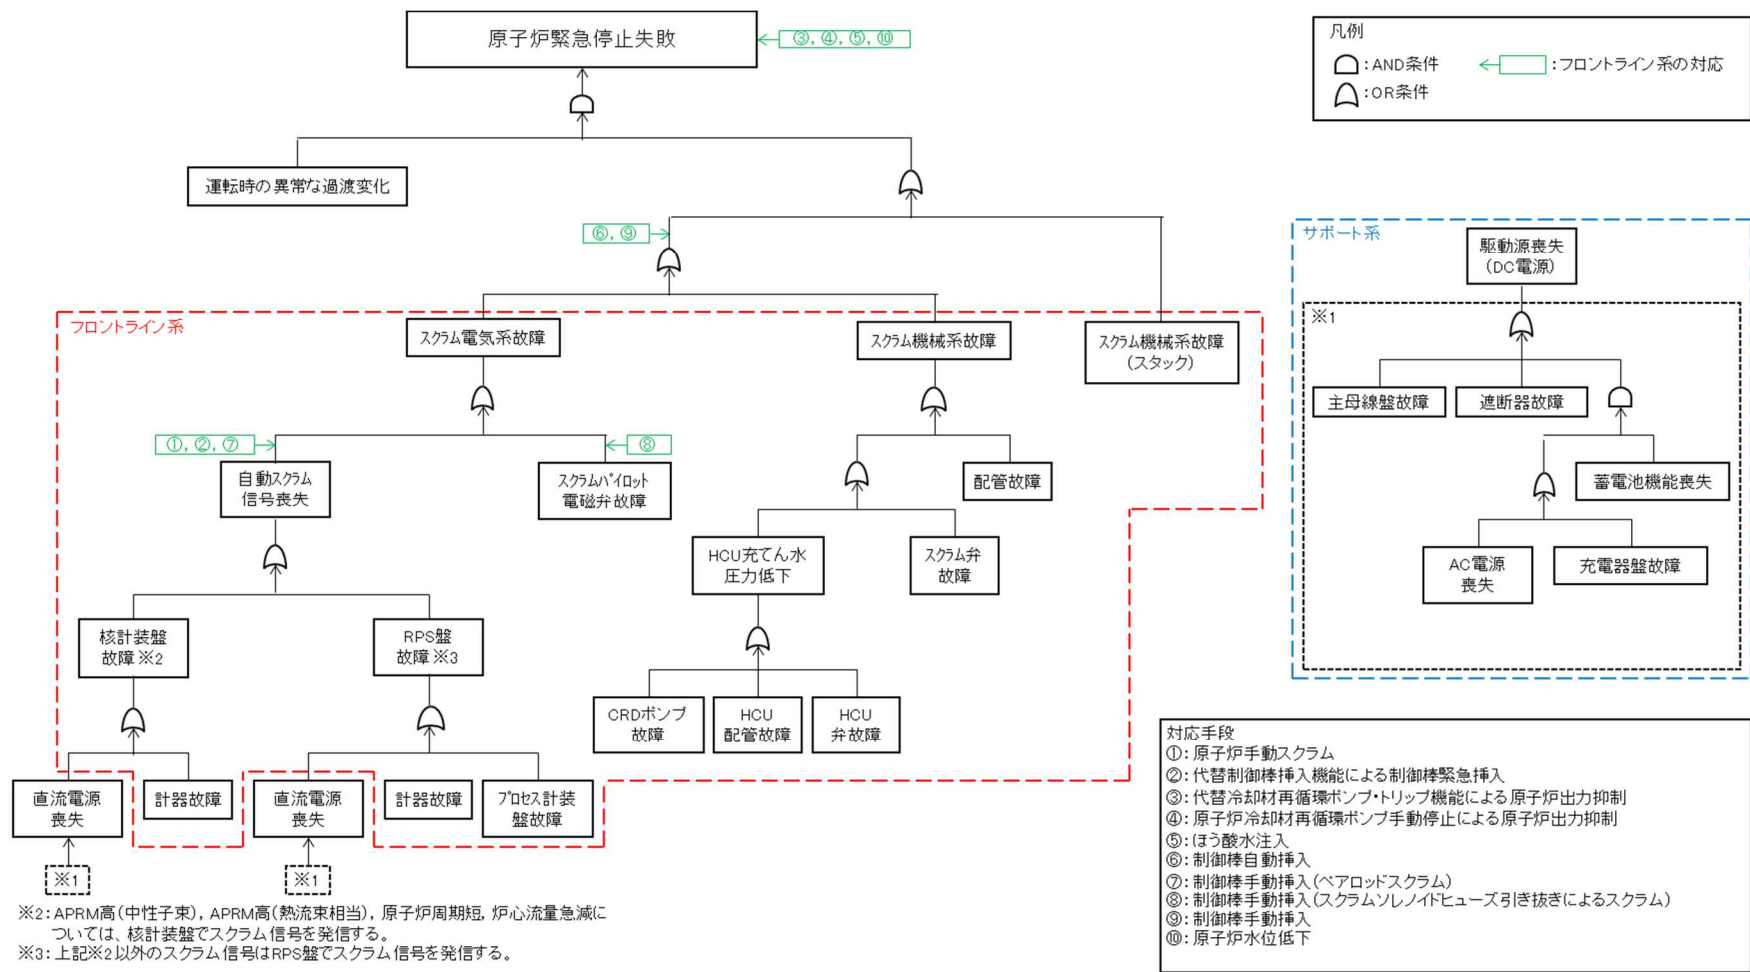 原子炉緊急停止失敗
③, ④, ⑤, ⑩
凡例
:AND条件
:フロントライン系の対応
:OR条件
運転時の異常な過渡変化
⑥, ⑨
サポート系
駆動源喪失
(DC電源)
※1
フロントライン系
スクラム電気系故障
スクラム機械系故障
スクラム機械系故障
(スタック)
主母線盤故障
遮断器故障
①, ②, ⑦
⑧
自動スクラム
信号喪失
スクラムパイロット
電磁弁故障
配管故障
蓄電池機能喪失
HCU充てん水
圧力低下
スクラム弁
故障
AC電源
喪失
充電器盤故障
核計装盤
故障※2
RPS盤
故障※3
CRDポンプ
故障
HCU
配管故障
HCU
弁故障
直流電源
喪失
計器故障
直流電源
喪失
計器故障
プロセス計装
盤故障
※1
※1
対応手段
①:原子炉手動スクラム
②:代替制御棒挿入機能による制御棒緊急挿入
③:代替冷却材再循環ポンプ・トリップ機能による原子炉出力抑制
④:原子炉冷却材再循環ポンプ手動停止による原子炉出力抑制
⑤:ほう酸水注入
⑥:制御棒自動挿入
⑦:制御棒手動挿入(ペアロッドスクラム)
⑧:制御棒手動挿入(スクラムソレノイドヒューズ引き抜きによるスクラム)
⑨:制御棒手動挿入
⑩:原子炉水位低下
※2:APRM高(中性子束), APRM高(熱流束相当), 原子炉周期短, 炉心流量急減に
ついては、核計装盤でスクラム信号を発信する。
※3:上記※2以外のスクラム信号はRPS盤でスクラム信号を発信する。